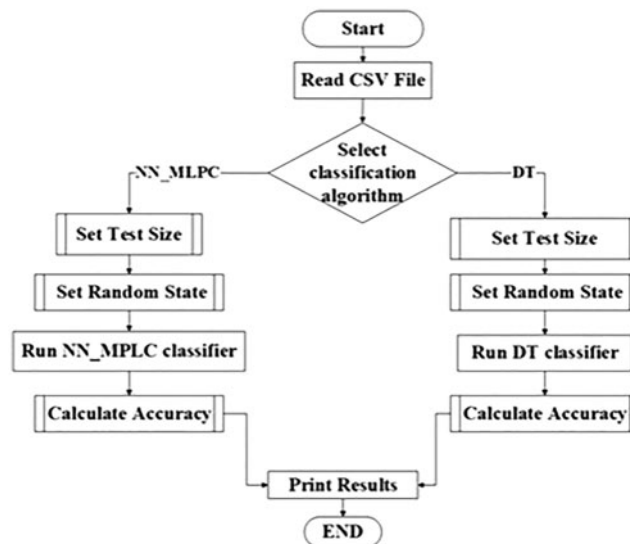 Start
Read CSV File
Select
classification
algorithm
NN_MLPC
DT
Set Test Size
Set Random State
Run NN_MPLC classifier
Calculate Accuracy
Set Test Size
Set Random State
Run DT classifier
Calculate Accuracy
Print Results
END